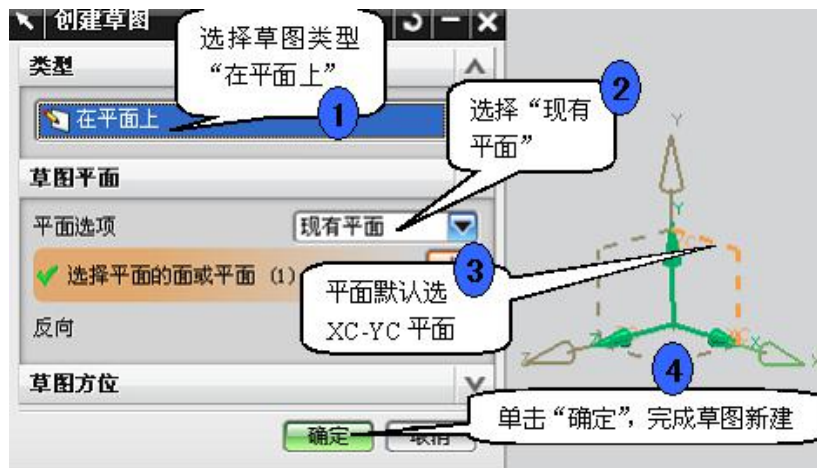 创建草图
选择草图类型
“在平面上”
类型
1
在平面上
2
选择“现有
平面”
草图平面
平面选项
现有平面
选择平面的面或平面 (1)
3
平面默认选
XC-YC 平面
反向
草图方位
4
单击“确定”，完成草图新建
确定
取消
Y
Y
Z
X